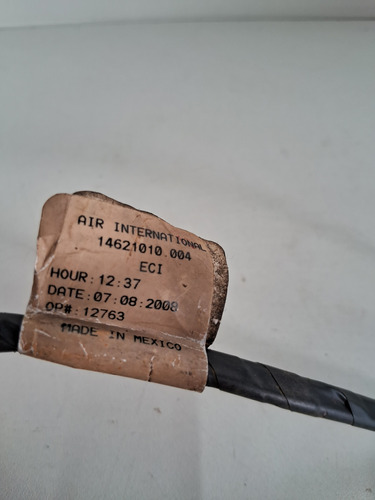 AIR INTERNATIONAL
14621010.004
ECI
HOUR:12:37
DATE:07:08:2008
OP#:12763
MADE IN MEXICO